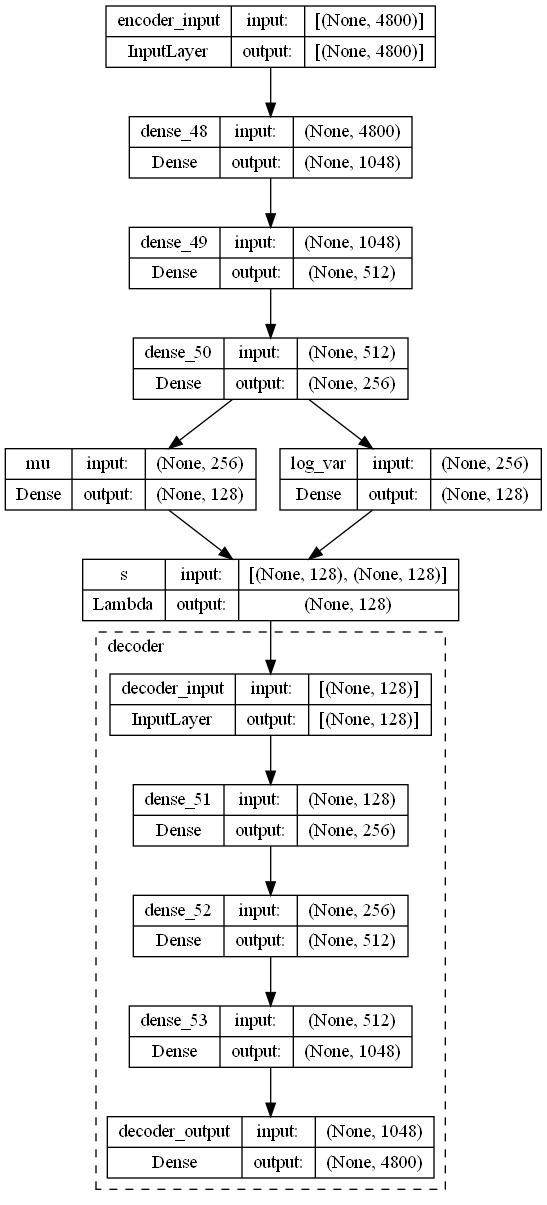 encoder_input input: [(None, 4800)]
InputLayer output: [(None, 4800)]
dense_48 input: (None, 4800)
Dense output: (None, 1048)
dense_49 input: (None, 1048)
Dense output: (None, 512)
dense_50 input: (None, 512)
Dense output: (None, 256)
mu input: (None, 256)
Dense output: (None, 128)
log_var input: (None, 256)
Dense output: (None, 128)
s input: [(None, 128), (None, 128)]
Lambda output: (None, 128)
decoder
decoder_input input: [(None, 128)]
InputLayer output: [(None, 128)]
dense_51 input: (None, 128)
Dense output: (None, 256)
dense_52 input: (None, 256)
Dense output: (None, 512)
dense_53 input: (None, 512)
Dense output: (None, 1048)
decoder_output input: (None, 1048)
Dense output: (None, 4800)